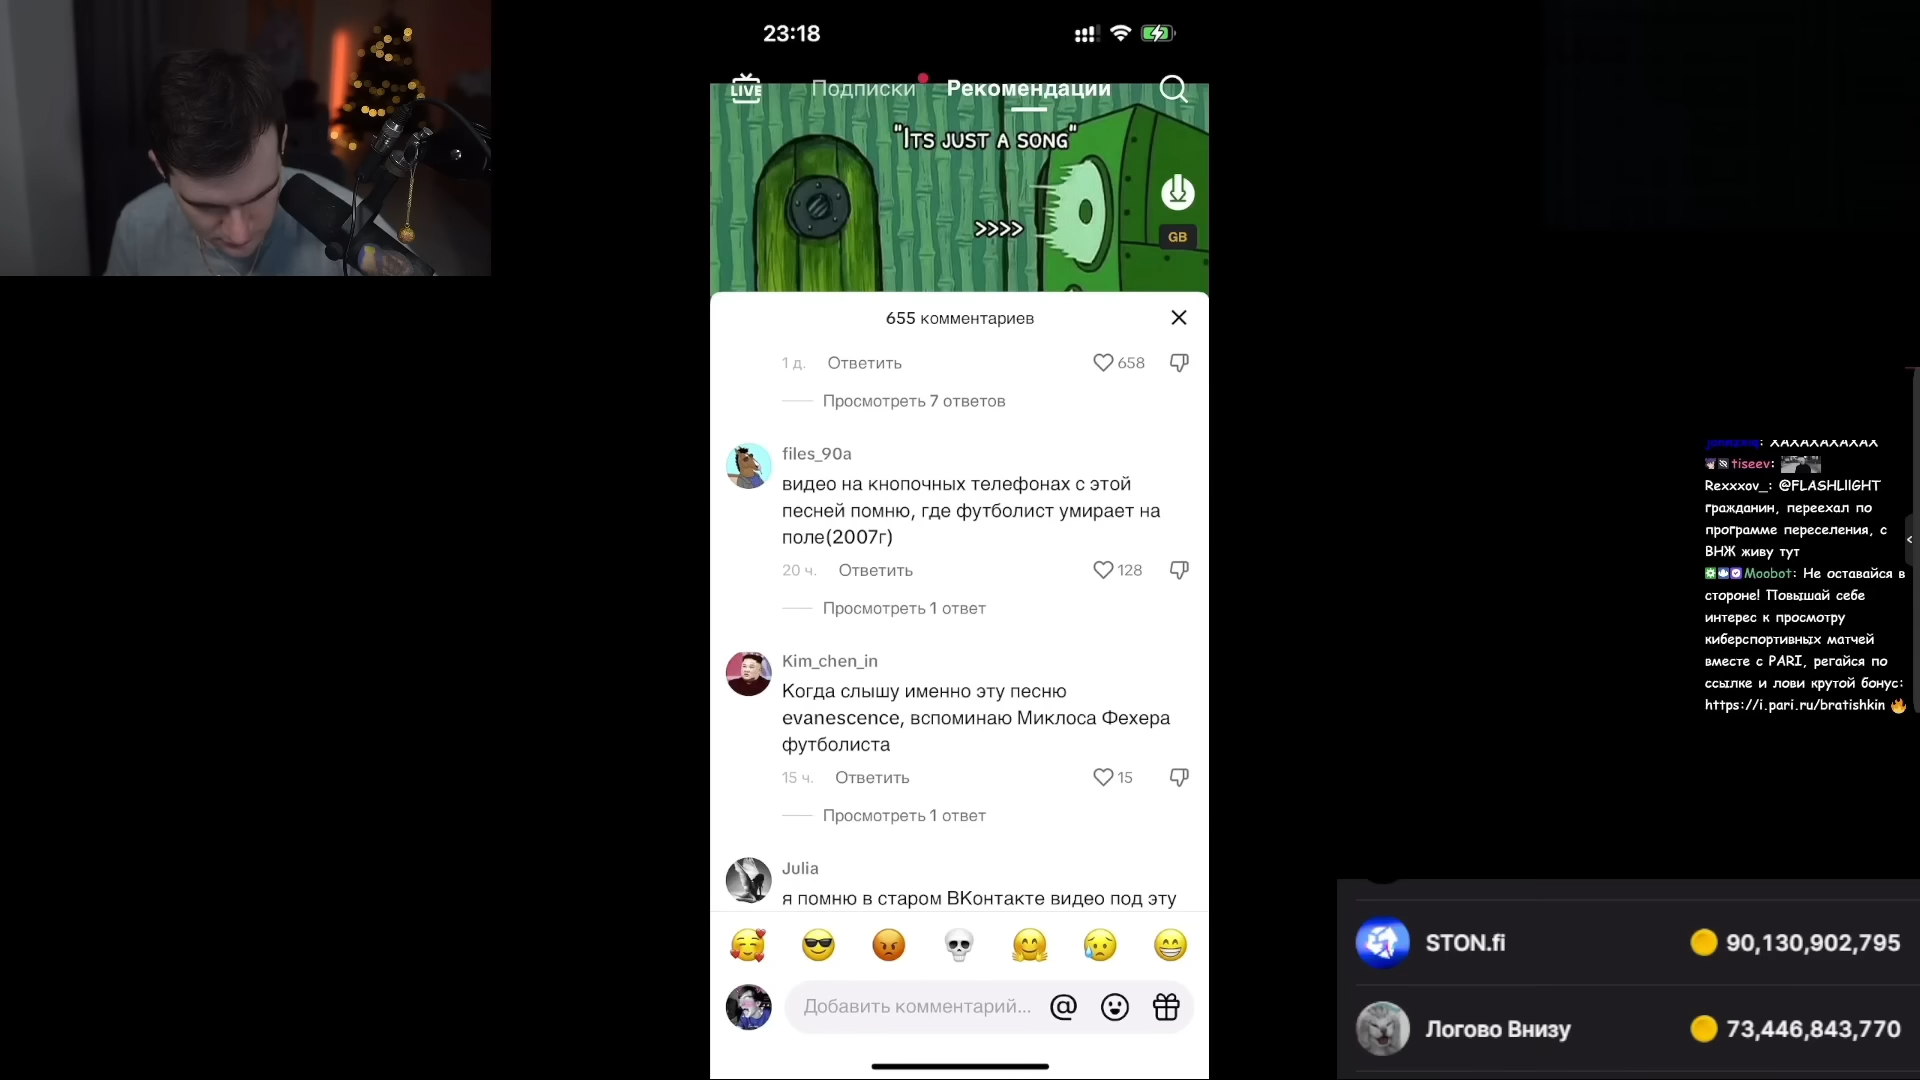 23:18
LIVE
Подписки
Рекомендации
"ITS JUST A SONG"
>>>>
GB
655 комментариев
1 д. Ответить 658
Просмотреть 7 ответов
files_90a
видео на кнопочных телефонах с этой
песней помню, где футболист умирает на
поле(2007г)
20 ч. Ответить 128
Просмотреть 1 ответ
Kim_chen_in
Когда слышу именно эту песню
evanescence, вспоминаю Миклоса Фехера
футболиста
15 ч. Ответить 15
Просмотреть 1 ответ
Julia
я помню в старом ВКонтакте видео под эту
Добавить комментарий...
: ХАХАХАХАХАХ
tiseev:
Rexxxov_: @FLASHLIIGHT
гражданин, переехал по
программе переселения, с
ВНЖ живу тут
Moobot: Не оставайся в
стороне! Повышай себе
интерес к просмотру
киберспортивных матчей
вместе с PARI, регайся по
ссылке и лови крутой бонус:
https://i.pari.ru/bratishkin
STON.fi 90,130,902,795
Логово Внизу 73,446,843,770